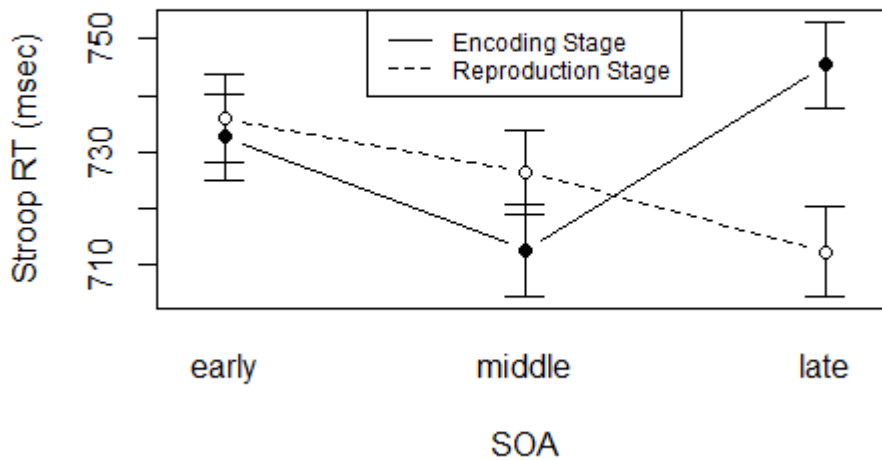 Stroop RT (msec)
750
730
710
Encoding Stage
Reproduction Stage
early middle late
SOA